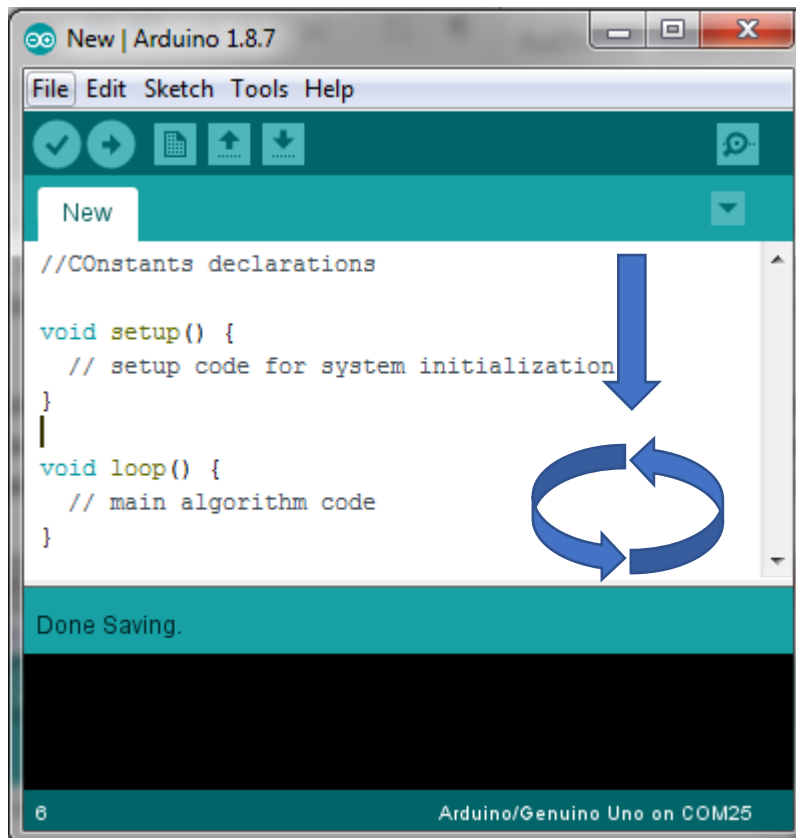 New | Arduino 1.8.7
File Edit Sketch Tools Help
New
//COnstants declarations
void setup() {
// setup code for system initialization
}
void loop() {
// main algorithm code
}
Done Saving.
6 Arduino/Genuino Uno on COM25